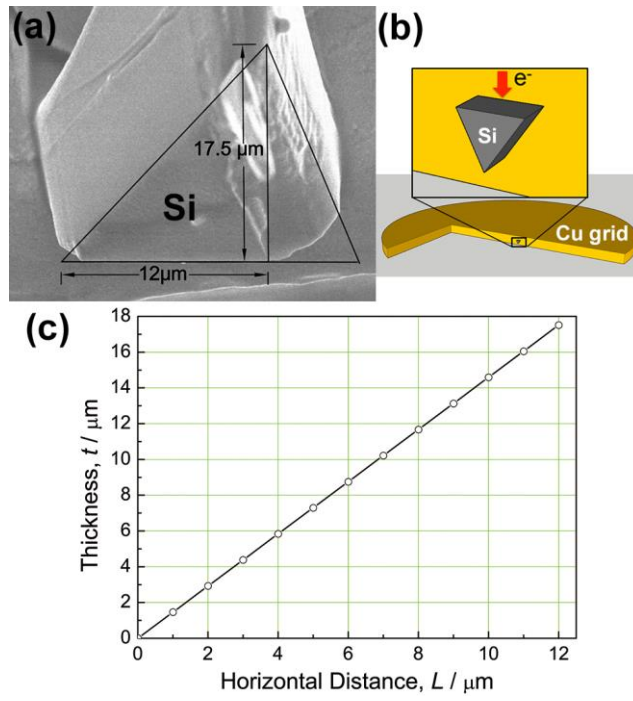 (a)
17.5 μm
Si
12μm
(b)
e-
Si
Cu grid
(c)
18
16
14
12
10
8
6
4
2
0
Thickness, t / μm
0 2 4 6 8 10 12
Horizontal Distance, L / μm